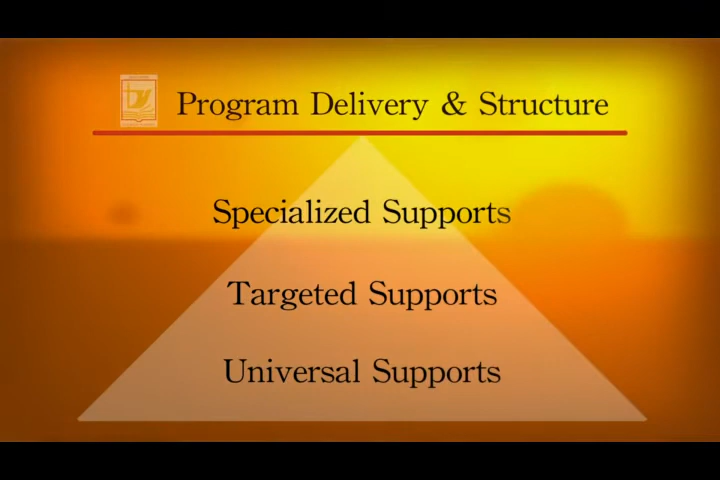 Program Delivery & Structure
Specialized Supports
Targeted Supports
Universal Supports